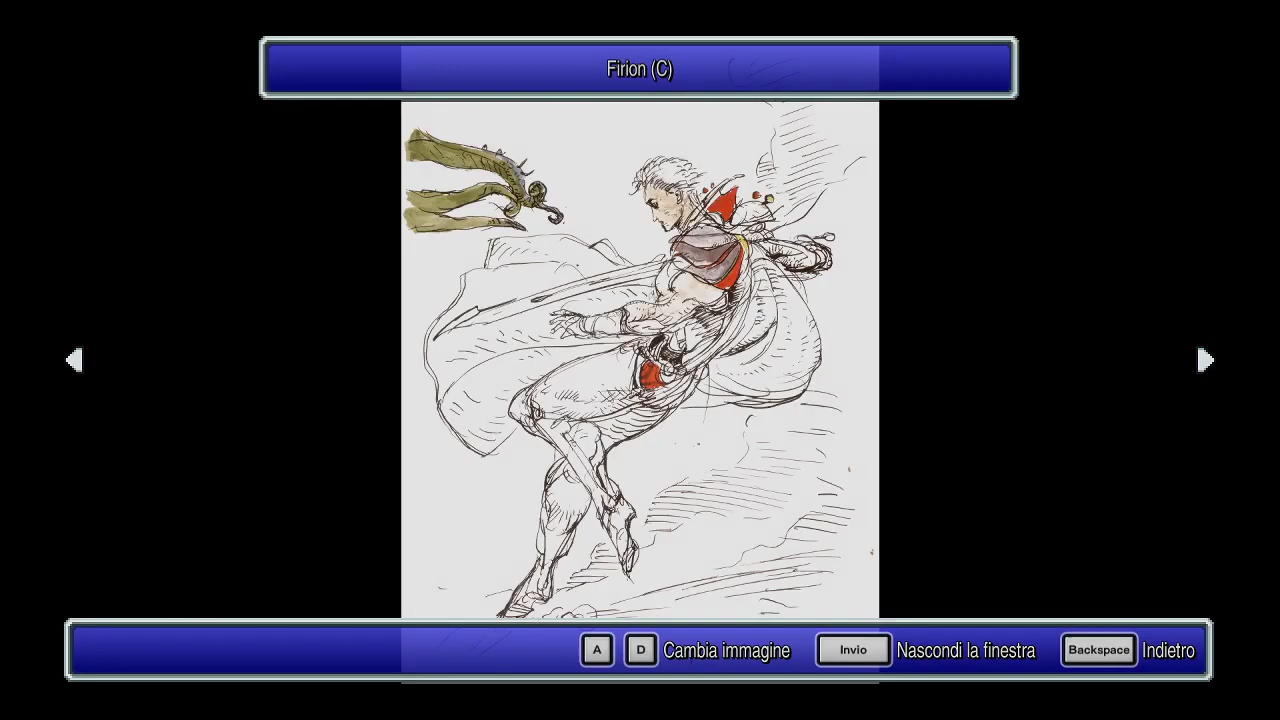 Firion (C)
A D Cambia immagine Invio Nascondi la finestra Backspace Indietro